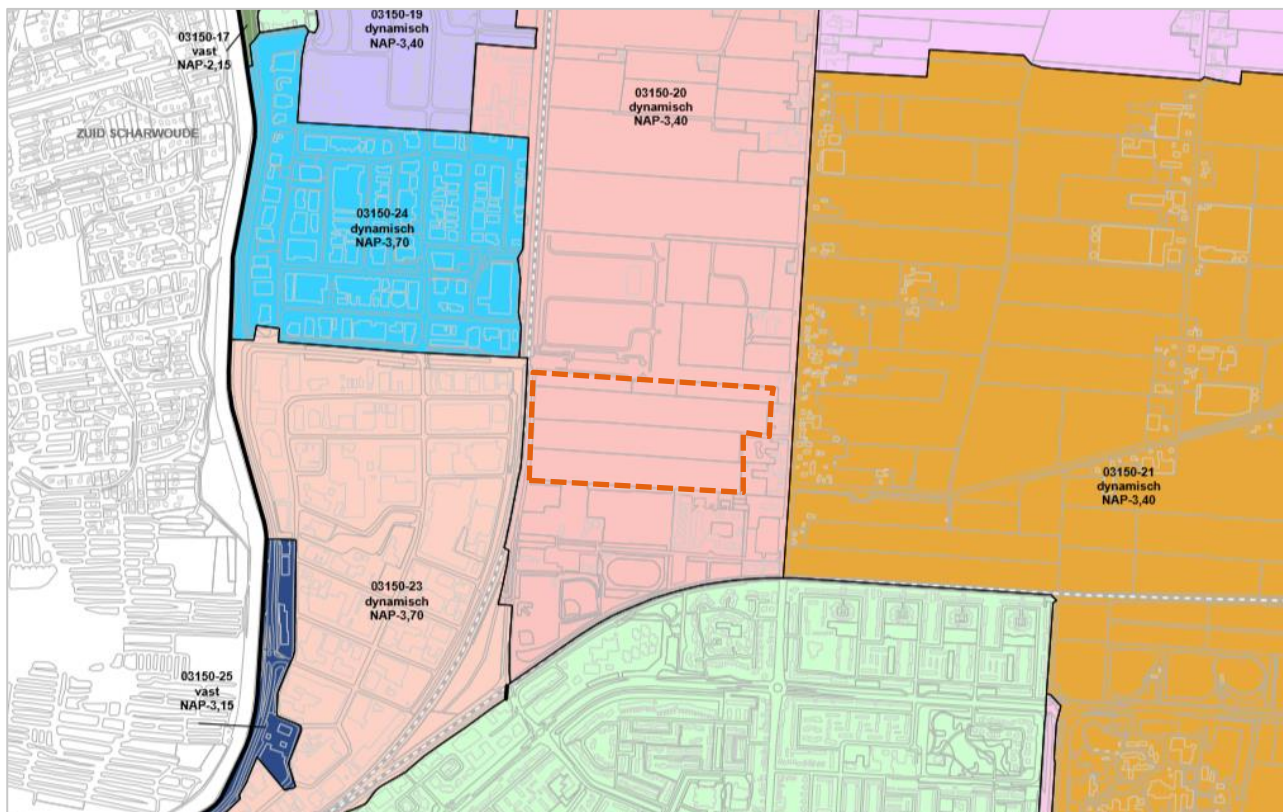 03150-19
dynamisch
NAP-3,40
03150-17
vast
NAP-2,15
ZUID SCHARWOUDE
03150-20
dynamisch
NAP-3,40
03150-24
dynamisch
NAP-3,70
03150-21
dynamisch
NAP-3,40
03150-23
dynamisch
NAP-3,70
03150-25
vast
NAP-3,15